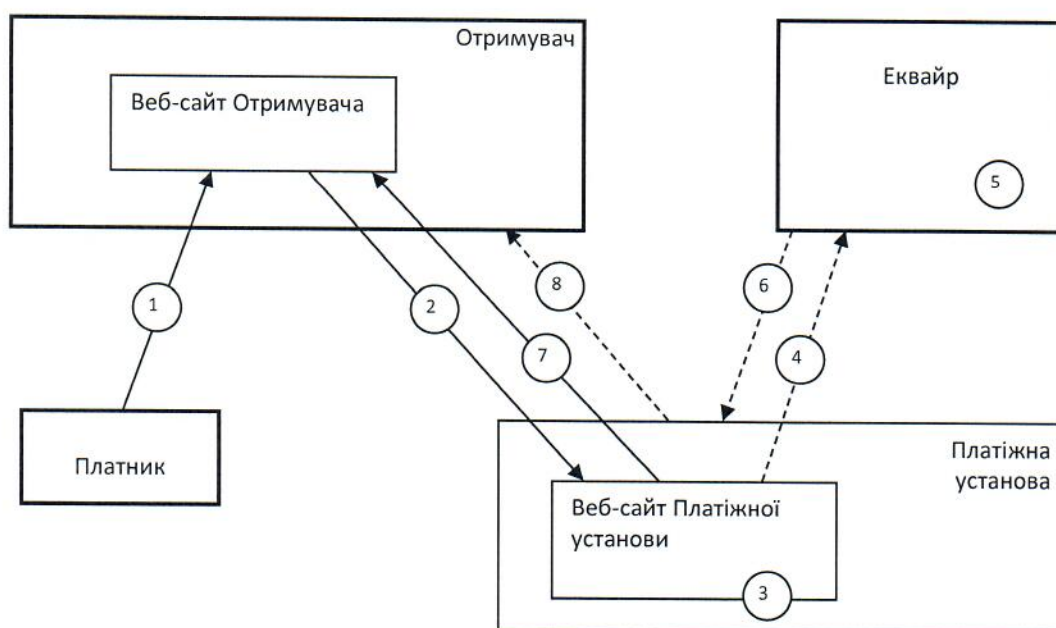 Отримувач
Веб-сайт Отримувача
Еквайр
5
1
2
8
7
6
4
Платник
Платіжна
установа
Веб-сайт Платіжної
установи
3